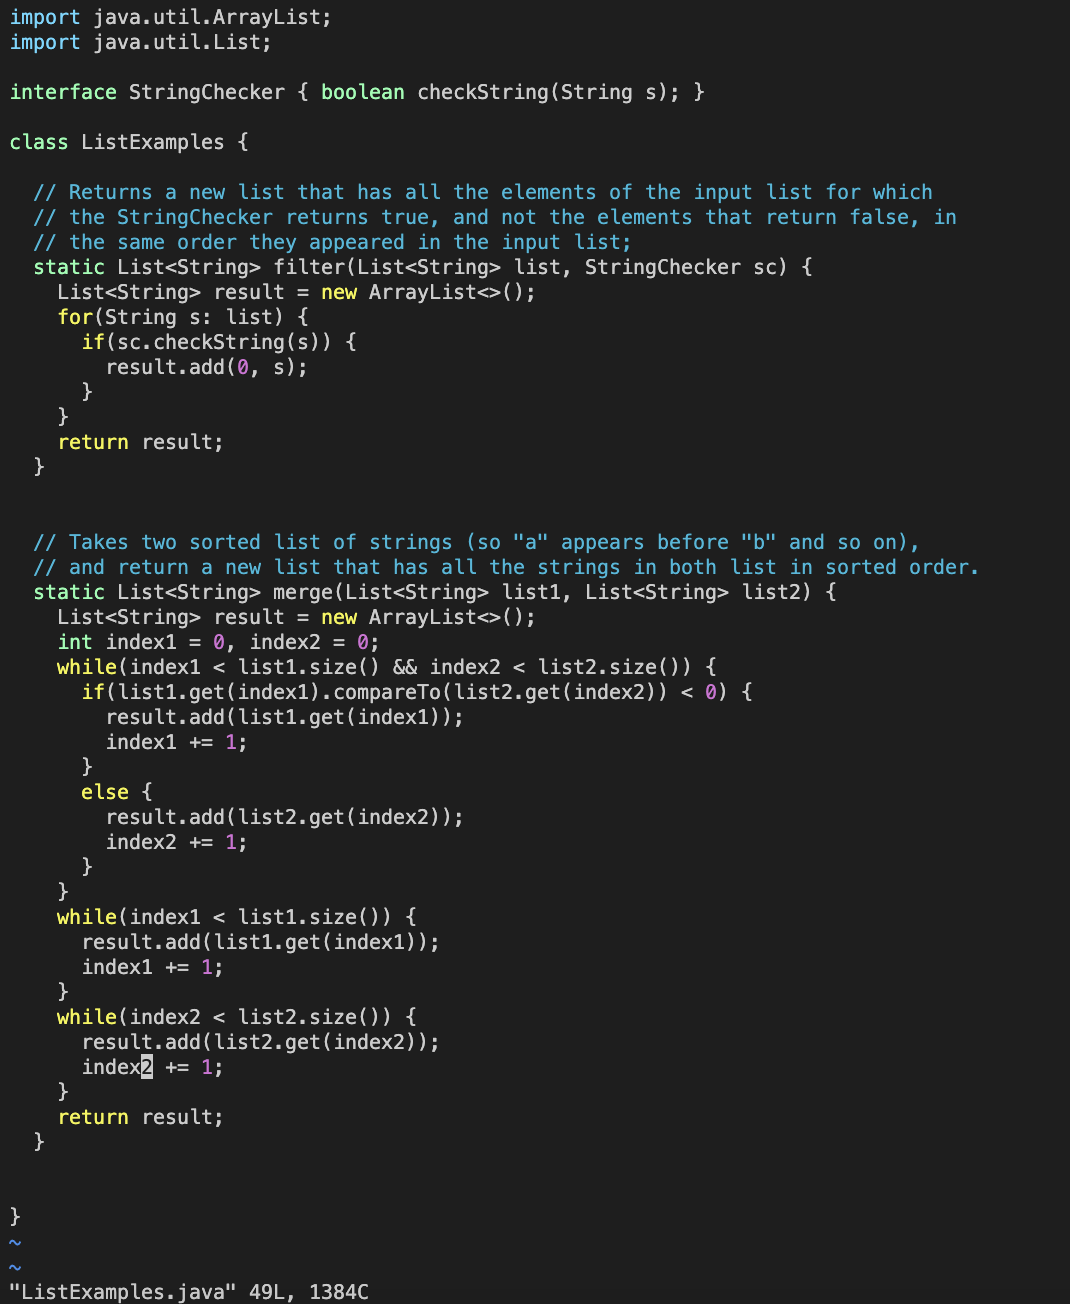 import java.util.ArrayList;
import java.util.List;

interface StringChecker { boolean checkString(String s); }

class ListExamples {

  // Returns a new list that has all the elements of the input list for which
  // the StringChecker returns true, and not the elements that return false, in
  // the same order they appeared in the input list;
  static List<String> filter(List<String> list, StringChecker sc) {
    List<String> result = new ArrayList<>();
    for(String s: list) {
      if(sc.checkString(s)) {
        result.add(0, s);
      }
    }
    return result;
  }


  // Takes two sorted list of strings (so "a" appears before "b" and so on),
  // and return a new list that has all the strings in both list in sorted order.
  static List<String> merge(List<String> list1, List<String> list2) {
    List<String> result = new ArrayList<>();
    int index1 = 0, index2 = 0;
    while(index1 < list1.size() && index2 < list2.size()) {
      if(list1.get(index1).compareTo(list2.get(index2)) < 0) {
        result.add(list1.get(index1));
        index1 += 1;
      }
      else {
        result.add(list2.get(index2));
        index2 += 1;
      }
    }
    while(index1 < list1.size()) {
      result.add(list1.get(index1));
      index1 += 1;
    }
    while(index2 < list2.size()) {
      result.add(list2.get(index2));
      index2 += 1;
    }
    return result;
  }


}
~
~
"ListExamples.java" 49L, 1384C